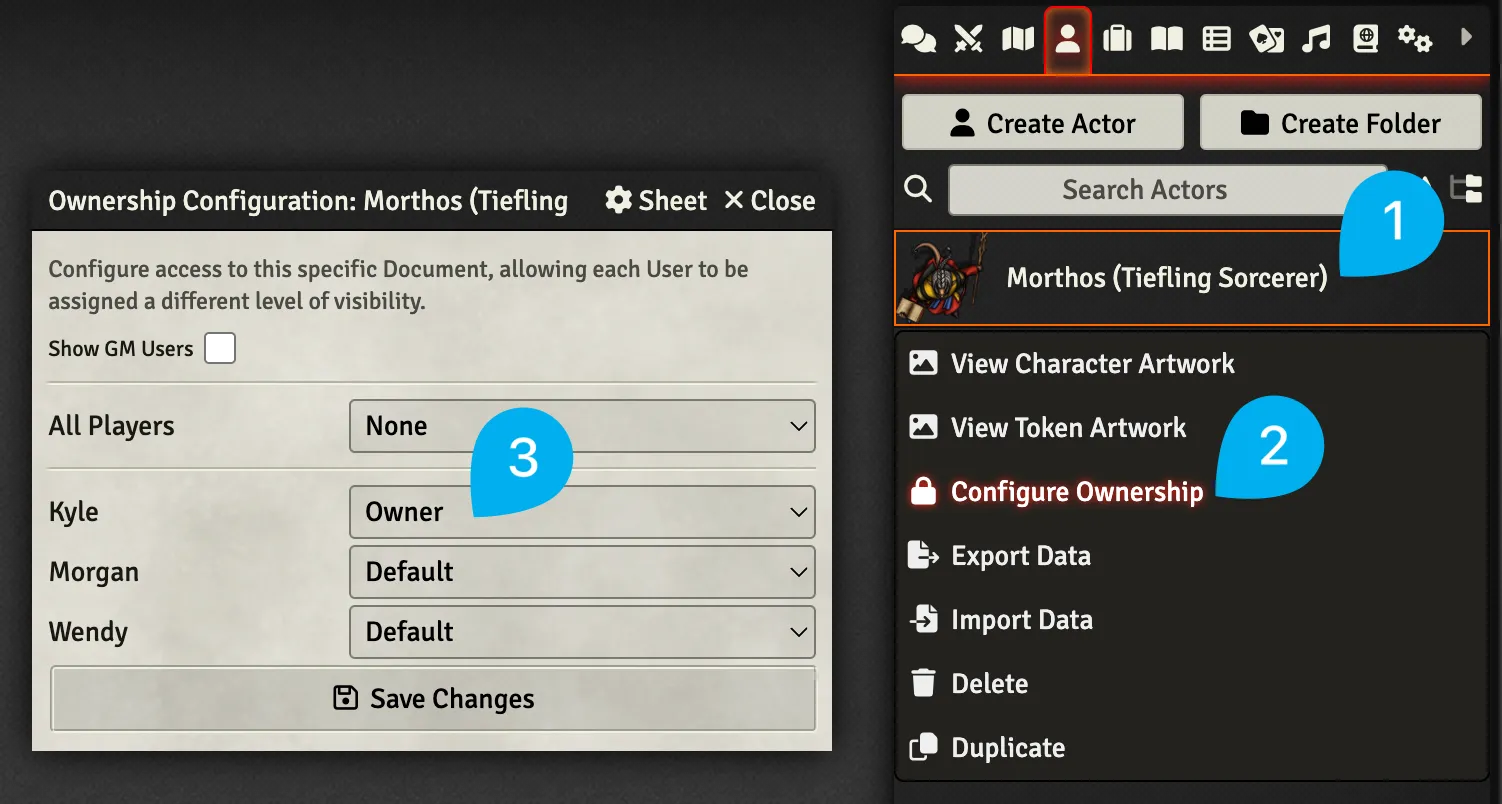 Ownership Configuration: Morthos (Tiefling
Sheet
Close
Configure access to this specific Document, allowing each User to be
assigned a different level of visibility.
Show GM Users
All Players
None
3
Kyle
Owner
Morgan
Default
Wendy
Default
Save Changes
Create Actor
Create Folder
Search Actors
1
Morthos (Tiefling Sorcerer)
View Character Artwork
View Token Artwork
2
Configure Ownership
Export Data
Import Data
Delete
Duplicate